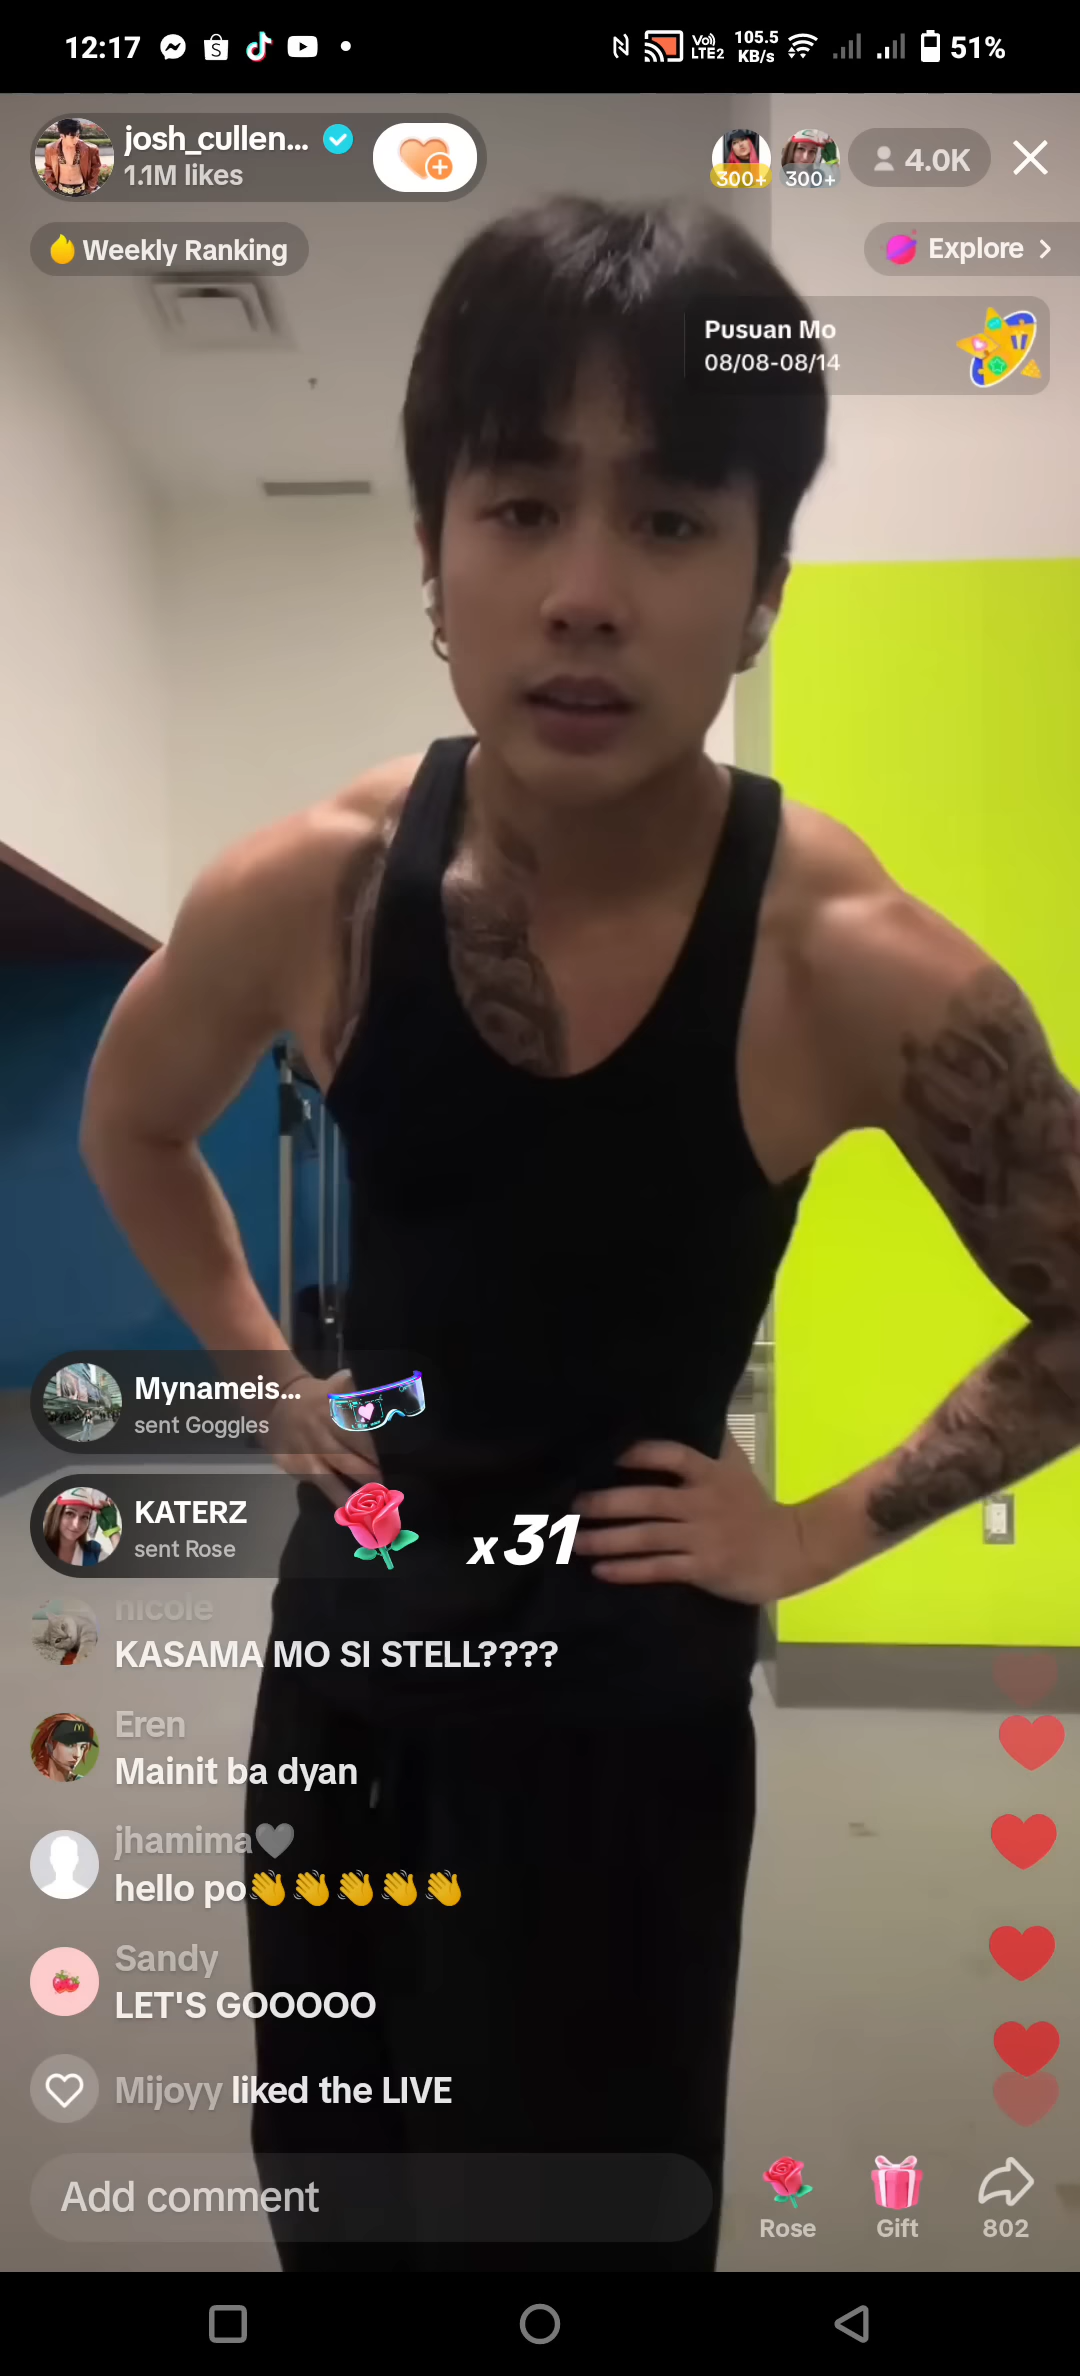 12:17
Vo))
LTE2
105.5
KB/s
51%
josh_cullen...
1.1M likes
300+
300+
4.0K
Weekly Ranking
Explore
Pusuan Mo
08/08-08/14
Mynameis...
sent Goggles
KATERZ
sent Rose
x31
nicole
KASAMA MO SI STELL????
Eren
Mainit ba dyan
jhamima🩶
hello po👋👋👋👋👋
Sandy
LET'S GOOOOO
Mijoyy liked the LIVE
Add comment
Rose
Gift
802